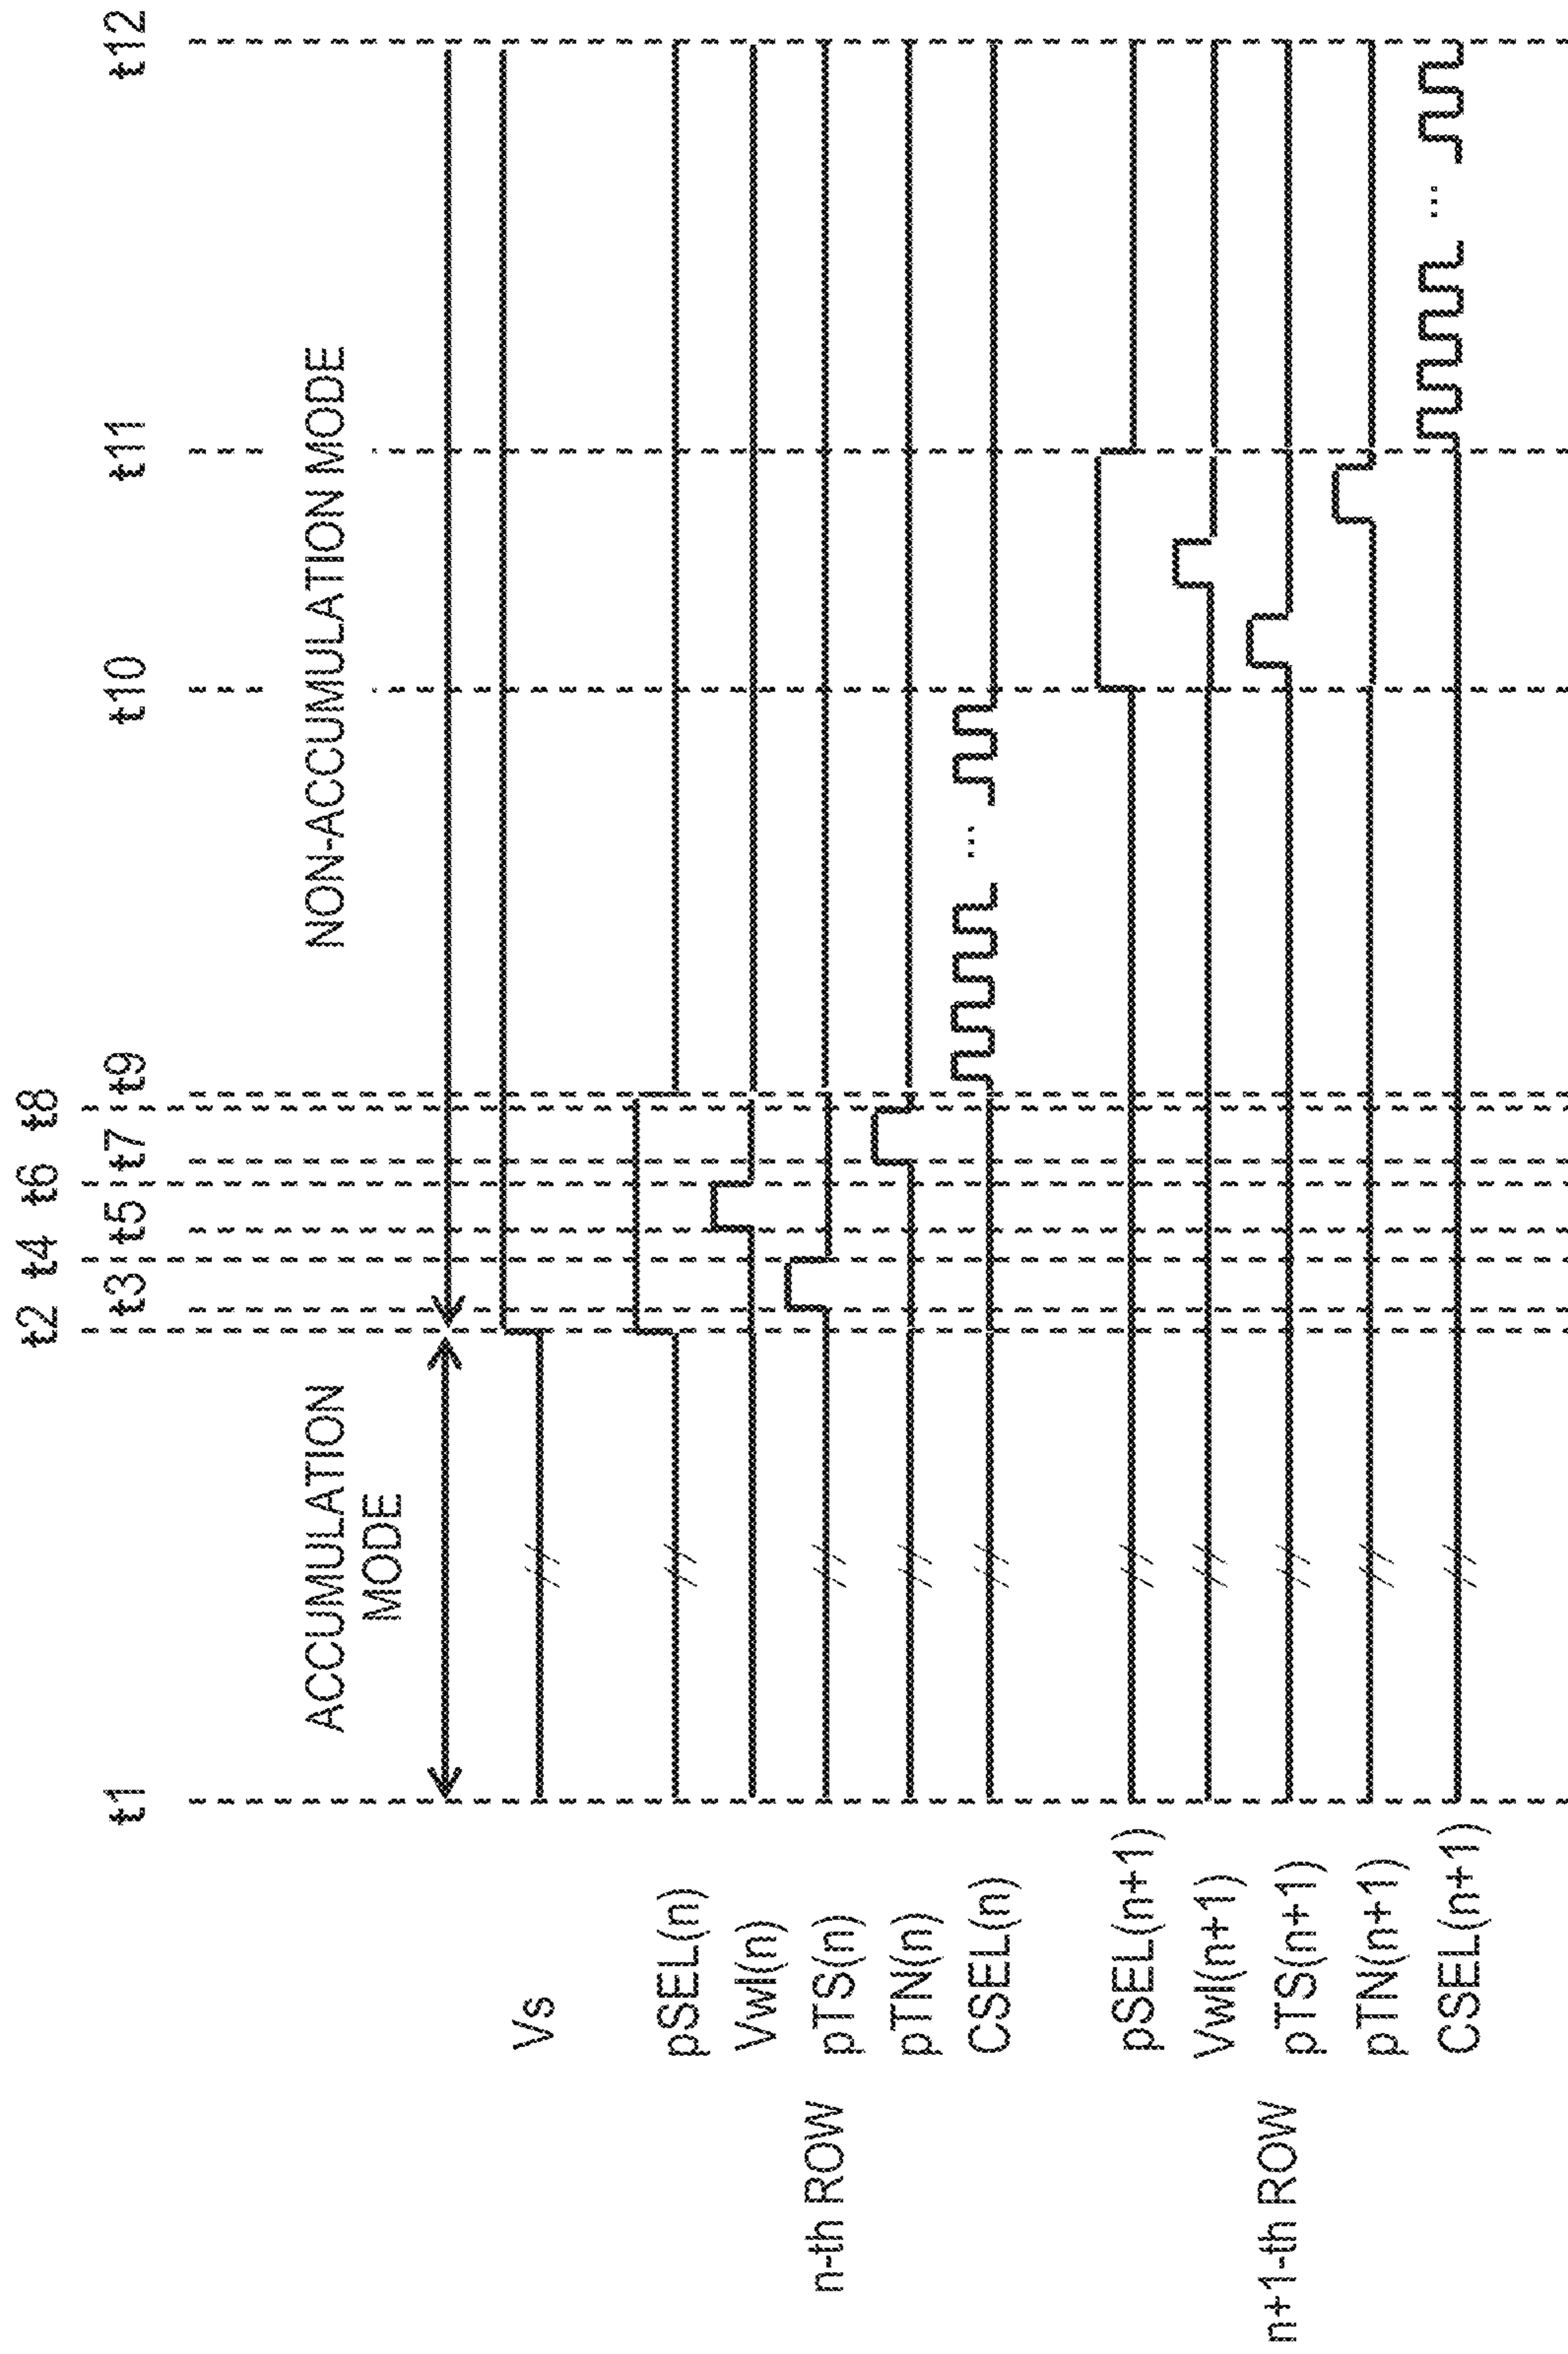 t2 t4 t6 t8
t1 t3 t5 t7 t9 t10 t11 t12
ACCUMULATION
MODE
NON-ACCUMULATION MODE
Vs
n-th ROW
pSEL(n)
Vwl(n)
pTS(n)
pTN(n)
CSEL(n)
...
n+1-th ROW
pSEL(n+1)
Vwl(n+1)
pTS(n+1)
pTN(n+1)
CSEL(n+1)
...